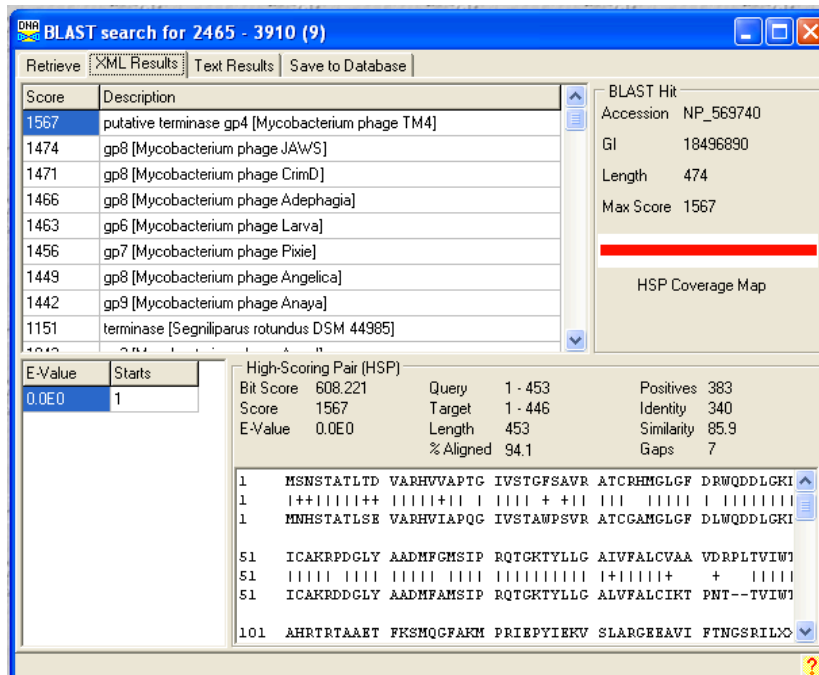 DNA BLAST search for 2465 - 3910 (9)
Retrieve XML Results Text Results Save to Database
Score Description
1567 putative terminase gp4 [Mycobacterium phage TM4]
1474 gp8 [Mycobacterium phage JAWS]
1471 gp8 [Mycobacterium phage CrimD]
1466 gp8 [Mycobacterium phage Adephagia]
1463 gp6 [Mycobacterium phage Larva]
1456 gp7 [Mycobacterium phage Pixie]
1449 gp8 [Mycobacterium phage Angelica]
1442 gp9 [Mycobacterium phage Anaya]
1151 terminase [Segniliparus rotundus DSM 44985]
BLAST Hit
Accession NP_569740
GI 18496890
Length 474
Max Score 1567
HSP Coverage Map
E-Value Starts
0.0E0 1
High-Scoring Pair (HSP)
Bit Score 608.221 Query 1 - 453 Positives 383
Score 1567 Target 1 - 446 Identity 340
E-Value 0.0E0 Length 453 Similarity 85.9
% Aligned 94.1 Gaps 7
1 MSNSTATLTD VARHVVAPTG IVSTGFSAVR ATCRHMGLGF DRWQDDLGKI
1 |++|||||++ |||||+|| | |||| + +|| ||| ||||| | ||||||||
1 MNHSTATLSE VARHVIAPQG IVSTAWPSVR ATCGAMGLGF DLWQDDLGKI
51 ICAKRPDGLY AADMFGMSIP RQTGKTYLLG AIVFALCVAA VDRPLTVIWT
51 ||||| |||| ||||| |||| |||||||||| |+|||||+ + |||||
51 ICAKRDDGLY AADMFAMSIP RQTGKTYLLG ALVFALCIKT PNT--TVIWT
101 AHRTRTAAET FKSMQGFAKM PRIEPYIEKV SLARGEEAVI FTNGSRIL
?